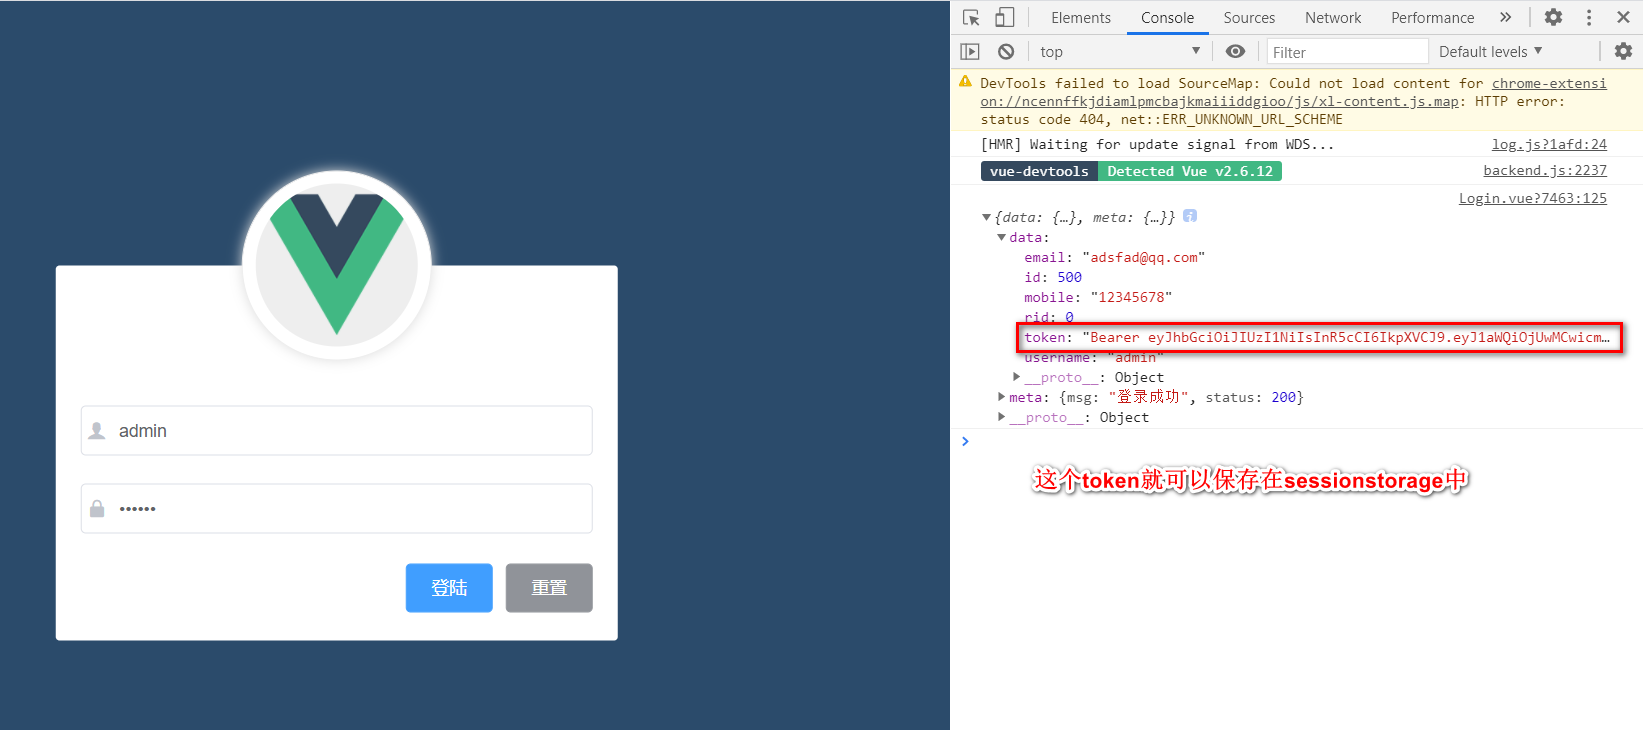 admin
••••••
登陆 重置
Elements Console Sources Network Performance
top Filter Default levels
DevTools failed to load SourceMap: Could not load content for chrome-extensi
on://ncennffkjdiamlpmcbajkmaiiiddgioo/js/xl-content.js.map: HTTP error:
status code 404, net::ERR_UNKNOWN_URL_SCHEME
[HMR] Waiting for update signal from WDS... log.js?1afd:24
vue-devtools Detected Vue v2.6.12 backend.js:2237
Login.vue?7463:125
{data: {…}, meta: {…}} i
data:
email: "adsfad@qq.com"
id: 500
mobile: "12345678"
rid: 0
token: "Bearer eyJhbGciOiJIUzI1NiIsInR5cCI6IkpXVCJ9.eyJ1aWQiOjUwMCwicm…
username: "admin"
__proto__: Object
meta: {msg: "登录成功", status: 200}
__proto__: Object
这个token就可以保存在sessionstorage中